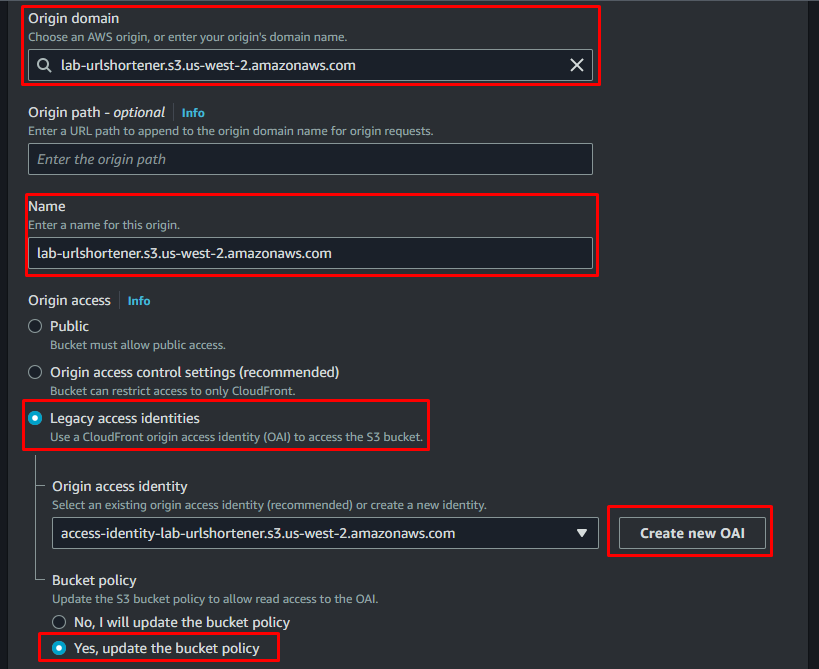 Origin domain
Choose an AWS origin, or enter your origin's domain name.
lab-urlshortener.s3.us-west-2.amazonaws.com
Origin path - optional Info
Enter a URL path to append to the origin domain name for origin requests.
Enter the origin path
Name
Enter a name for this origin.
lab-urlshortener.s3.us-west-2.amazonaws.com
Origin access Info
Public
Bucket must allow public access.
Origin access control settings (recommended)
Bucket can restrict access to only CloudFront.
Legacy access identities
Use a CloudFront origin access identity (OAI) to access the S3 bucket.
Origin access identity
Select an existing origin access identity (recommended) or create a new identity.
access-identity-lab-urlshortener.s3.us-west-2.amazonaws.com
Create new OAI
Bucket policy
Update the S3 bucket policy to allow read access to the OAI.
No, I will update the bucket policy
Yes, update the bucket policy